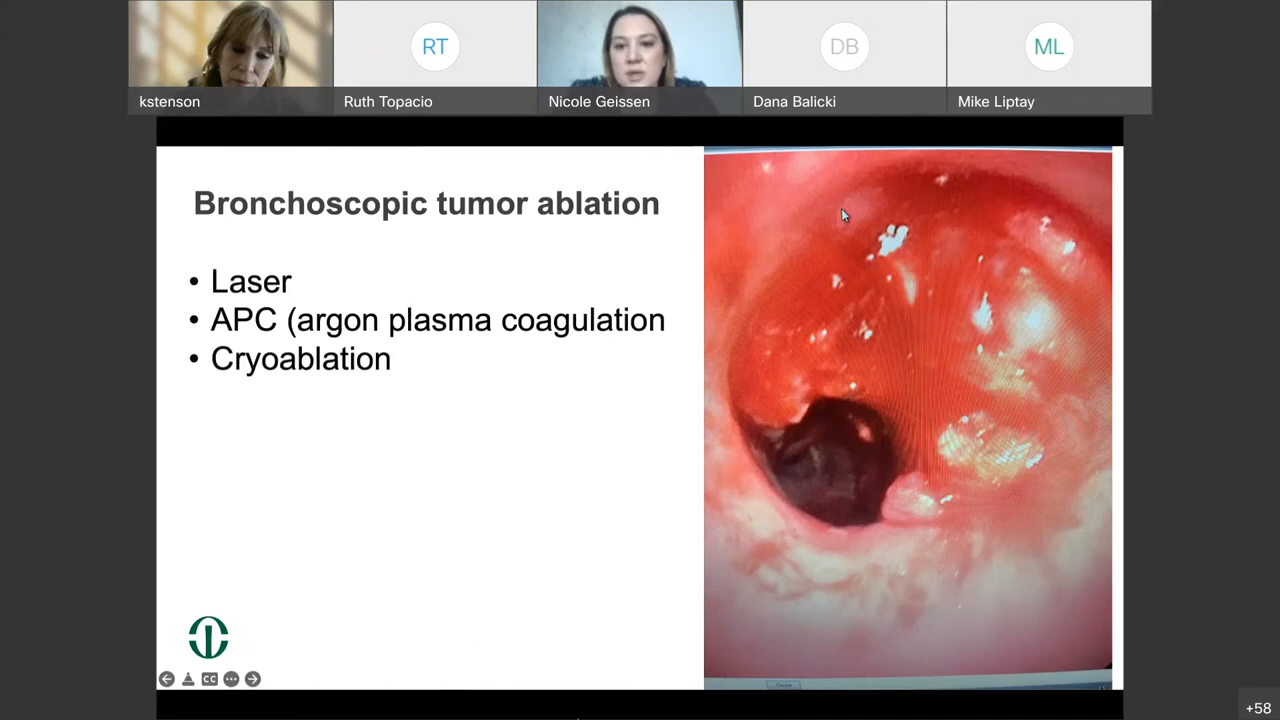 RT
DB
ML
kstenson
Ruth Topacio
Nicole Geissen
Dana Balicki
Mike Liptay
Bronchoscopic tumor ablation
• Laser
• APC (argon plasma coagulation
• Cryoablation
CC
+58